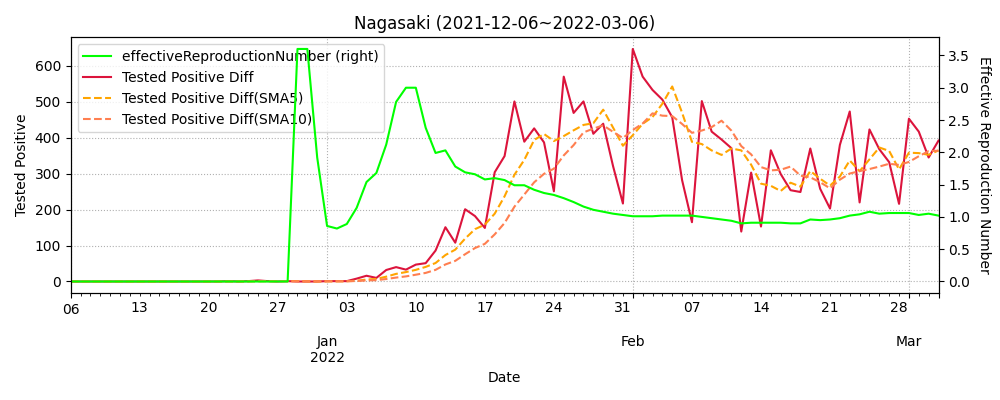 Nagasaki (2021-12-06~2022-03-06)
effectiveReproductionNumber (right)
Tested Positive Diff
Tested Positive Diff(SMA5)
Tested Positive Diff(SMA10)
Tested Positive
600
500
400
300
200
100
0
3.5
3.0
2.5
2.0
1.5
1.0
0.5
0.0
Effective Reproduction Number
06 13 20 27 03 10 17 24 31 07 14 21 28
Jan Feb Mar
2022
Date